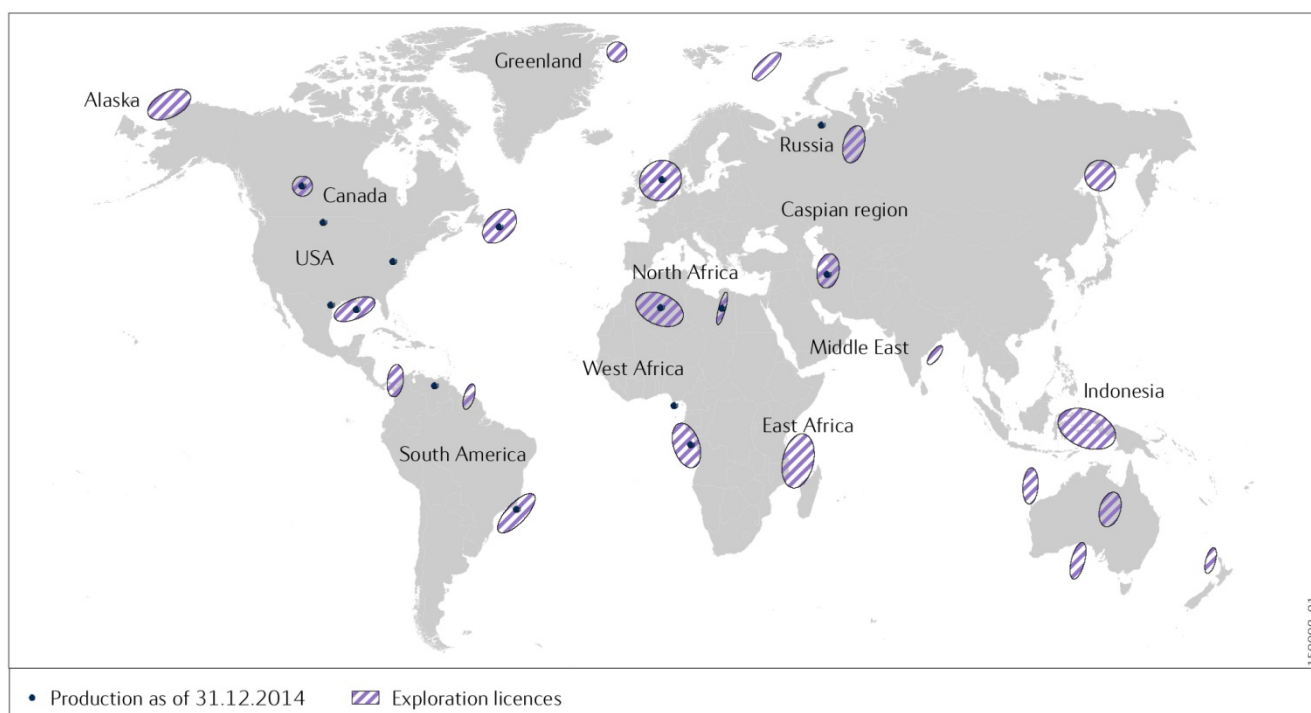 Greenland
Alaska
Russia
Canada
Caspian region
USA
North Africa
Middle East
West Africa
Indonesia
East Africa
South America
Production as of 31.12.2014
Exploration licences